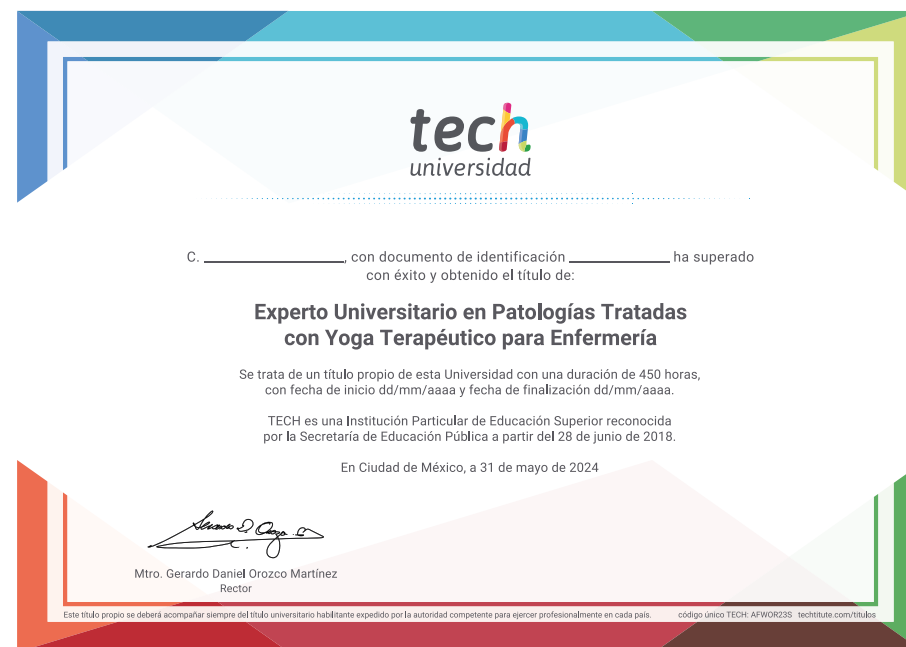 tech
universidad
C. ____________________, con documento de identificación ______________ ha superado
con éxito y obtenido el título de:
Experto Universitario en Patologías Tratadas
con Yoga Terapéutico para Enfermería
Se trata de un título propio de esta Universidad con una duración de 450 horas,
con fecha de inicio dd/mm/aaaa y fecha de finalización dd/mm/aaaa.
TECH es una Institución Particular de Educación Superior reconocida
por la Secretaría de Educación Pública a partir del 28 de junio de 2018.
En Ciudad de México, a 31 de mayo de 2024
Mtro. Gerardo Daniel Orozco Martínez
Rector
Este título propio se deberá acompañar siempre del título universitario habilitante expedido por la autoridad competente para ejercer profesionalmente en cada país. código único TECH: AFWOR23S techtitute.com/titulos